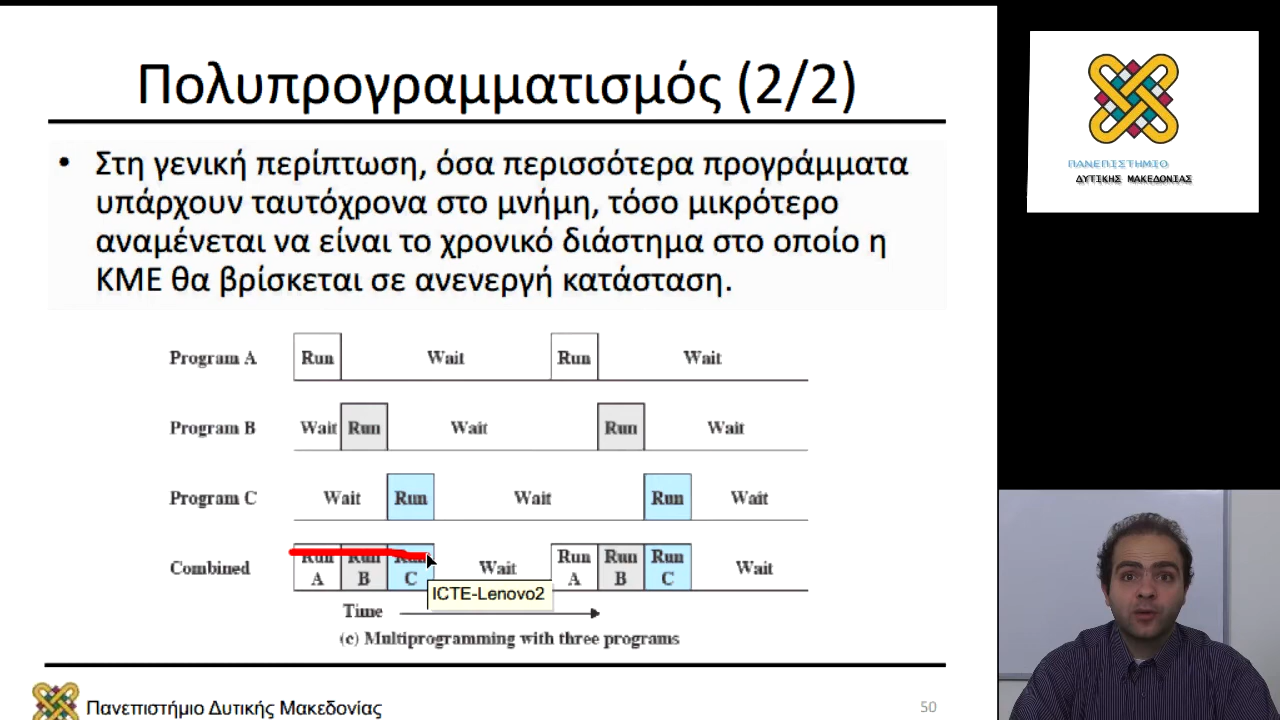 Πολυπρογραμματισμός (2/2)
• Στη γενική περίπτωση, όσα περισσότερα προγράμματα
υπάρχουν ταυτόχρονα στο μνήμη, τόσο μικρότερο
αναμένεται να είναι το χρονικό διάστημα στο οποίο η
ΚΜΕ θα βρίσκεται σε ανενεργή κατάσταση.
Program A Run Wait Run Wait
Program B Wait Run Wait Run Wait
Program C Wait Run Wait Run Wait
Combined Run A Run B Run C Wait Run A Run B Run C Wait
ICTE-Lenovo2
Time
(c) Multiprogramming with three programs
Πανεπιστήμιο Δυτικής Μακεδονίας
50
ΠΑΝΕΠΙΣΤΗΜΙΟ
ΔΥΤΙΚΗΣ ΜΑΚΕΔΟΝΙΑΣ